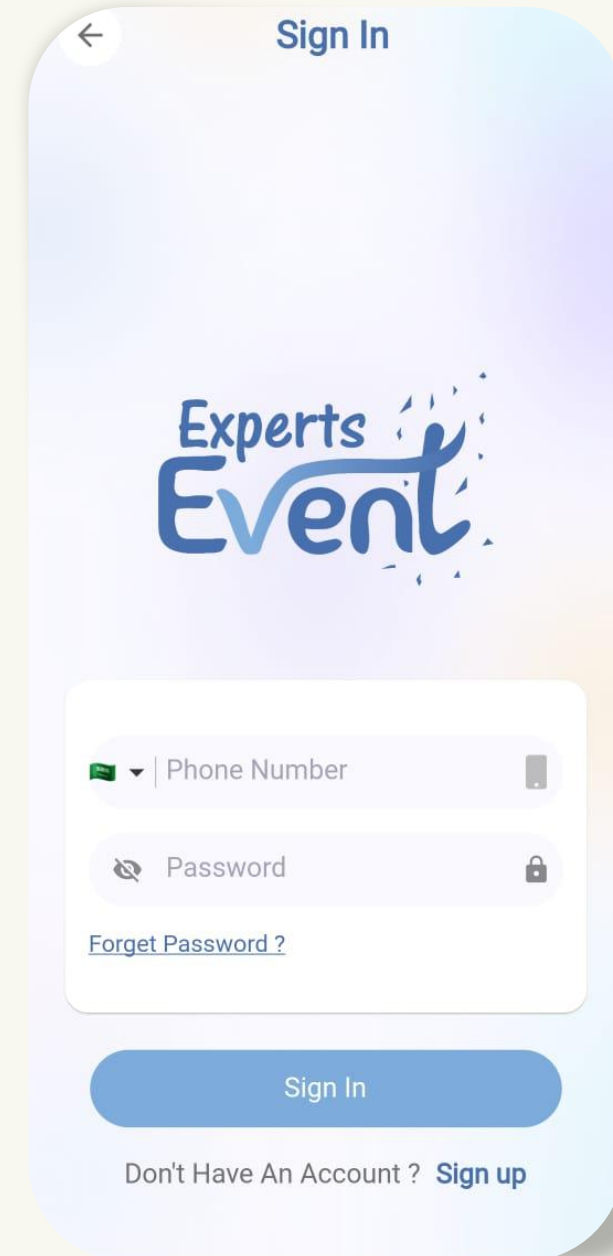 Sign In
Experts
Event
Phone Number
Password
Forget Password ?
Sign In
Don't Have An Account ? Sign up